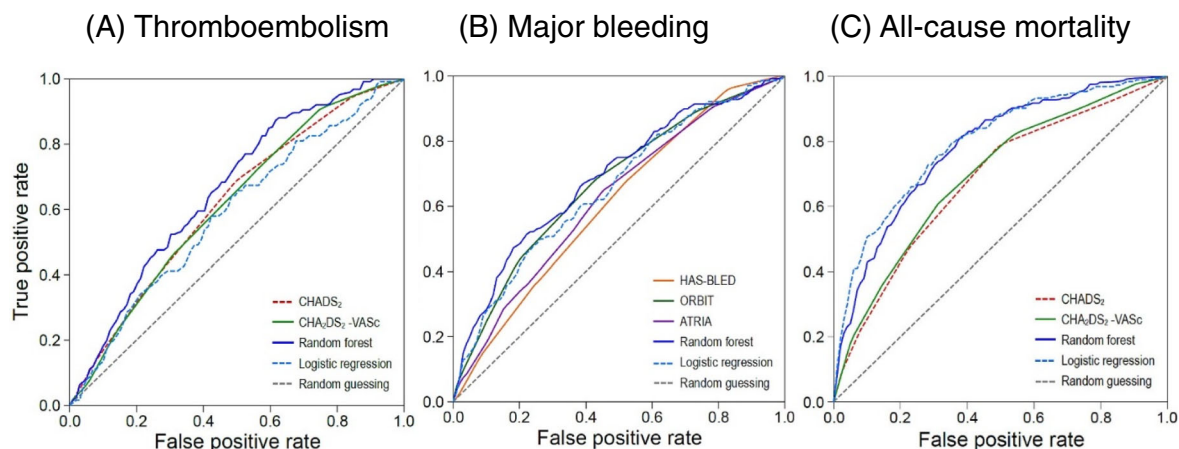 (A) Thromboembolism
True positive rate
1.0
0.8
0.6
0.4
0.2
0.0
CHADS₂
CHA₂DS₂ -VASc
Random forest
Logistic regression
Random guessing
0.0 0.2 0.4 0.6 0.8 1.0
False positive rate
(B) Major bleeding
1.0
0.8
0.6
0.4
0.2
0.0
HAS-BLED
ORBIT
ATRIA
Random forest
Logistic regression
Random guessing
0.0 0.2 0.4 0.6 0.8 1.0
False positive rate
(C) All-cause mortality
1.0
0.8
0.6
0.4
0.2
0.0
CHADS₂
CHA₂DS₂ -VASc
Random forest
Logistic regression
Random guessing
0.0 0.2 0.4 0.6 0.8 1.0
False positive rate